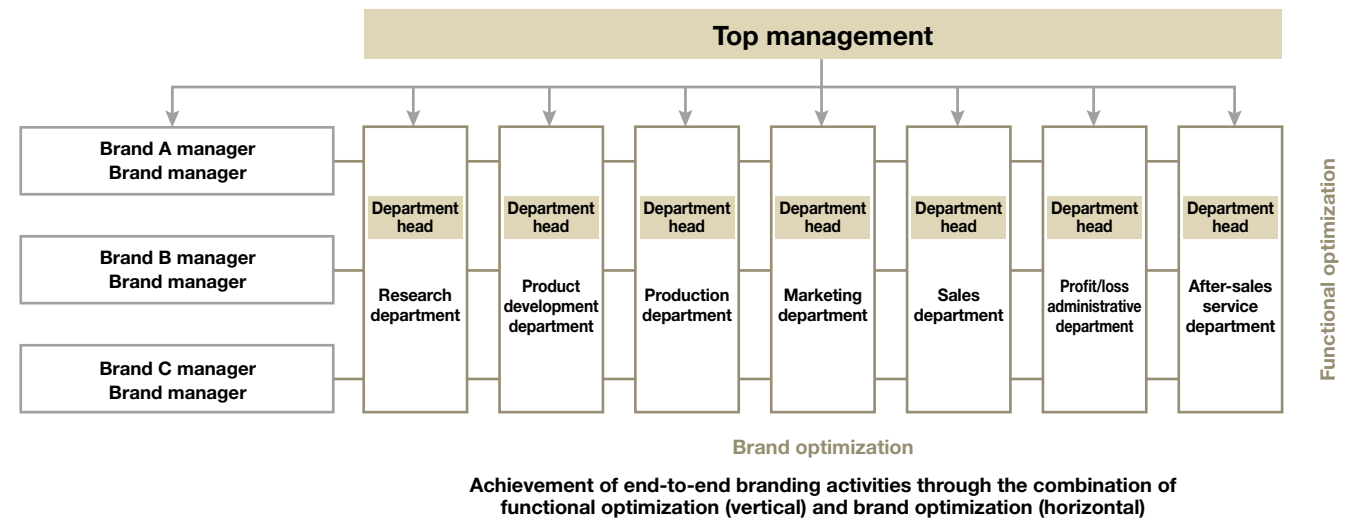 Top management
Brand A manager
Brand manager
Brand B manager
Brand manager
Brand C manager
Brand manager
Department
head
Research
department
Department
head
Product
development
department
Department
head
Production
department
Department
head
Marketing
department
Department
head
Sales
department
Department
head
Profit/loss
administrative
department
Department
head
After-sales
service
department
Functional optimization
Brand optimization
Achievement of end-to-end branding activities through the combination of
functional optimization (vertical) and brand optimization (horizontal)